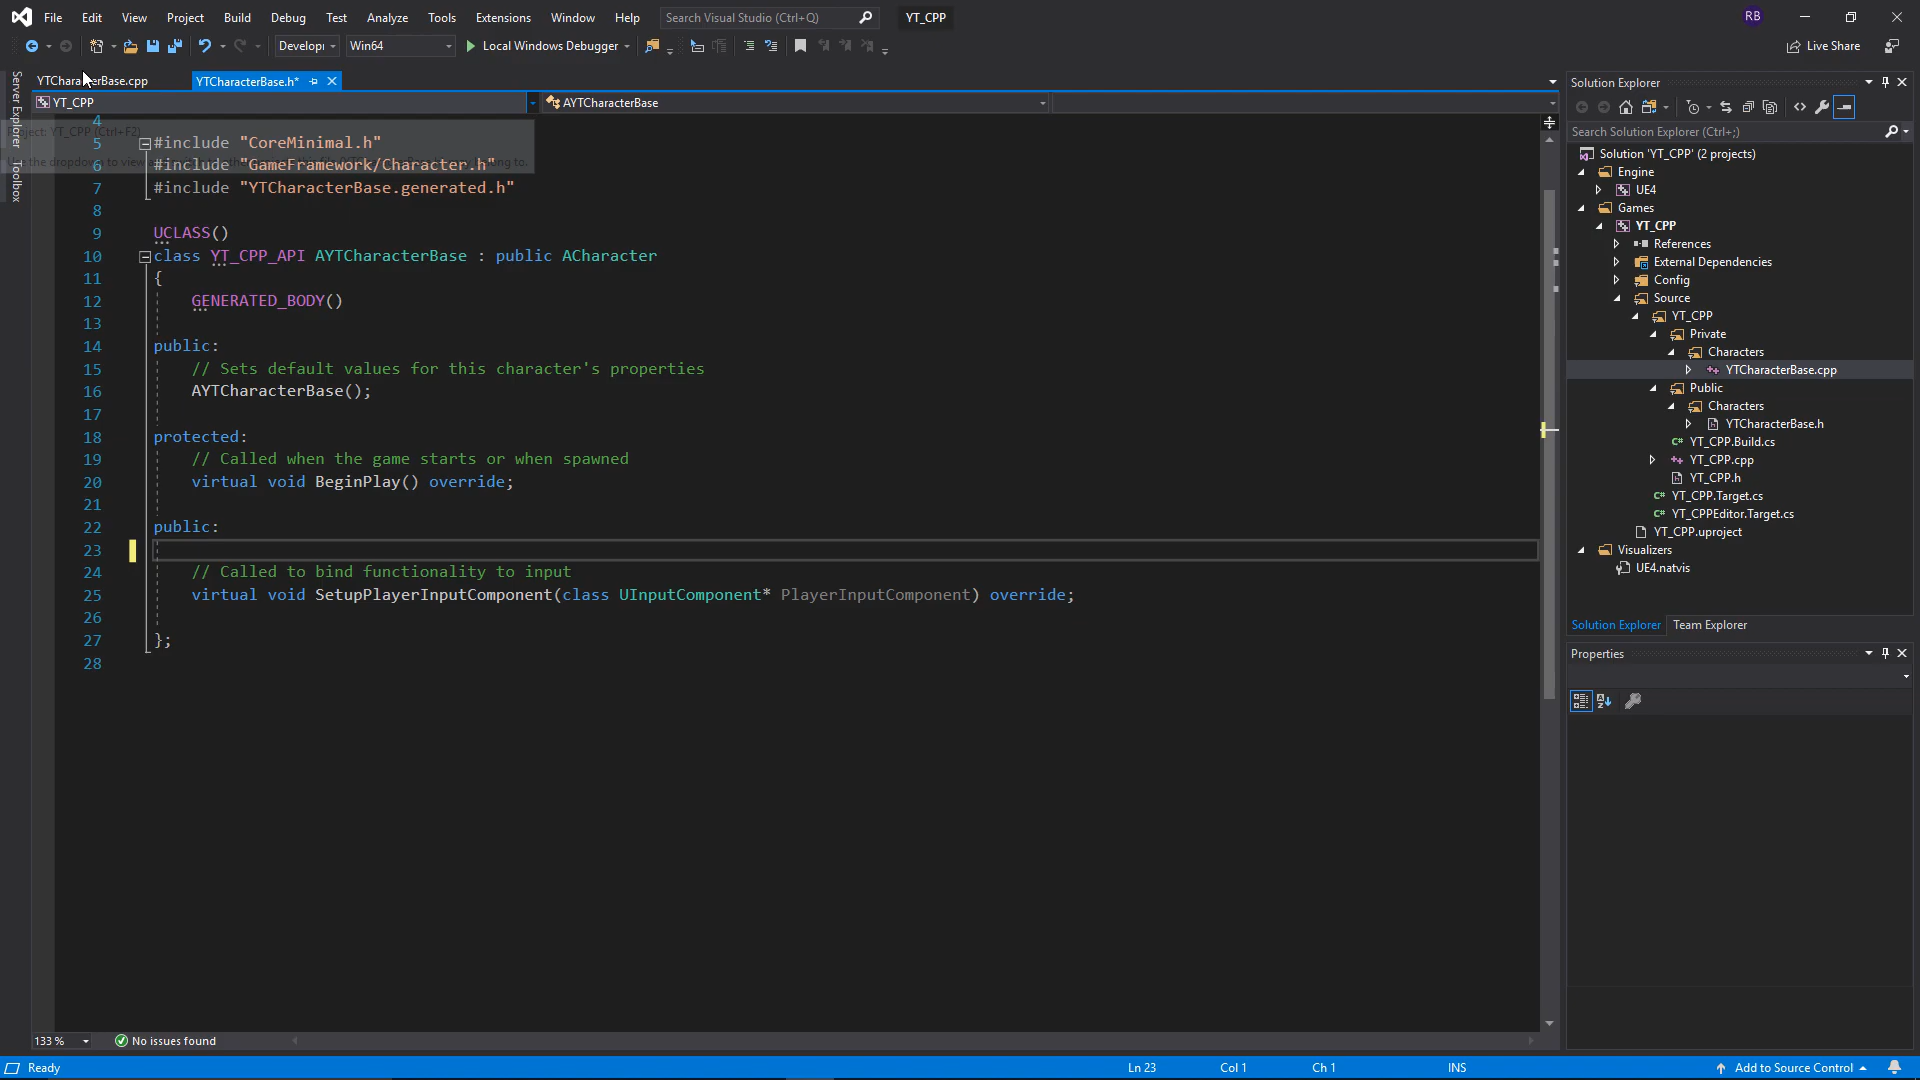 File Edit View Project Build Debug Test Analyze Tools Extensions Window Help Search Visual Studio (Ctrl+Q) YT_CPP RB
Develop Win64 Local Windows Debugger Live Share
YTCharacterBase.cpp YTCharacterBase.h*
YT_CPP AYTCharacterBase
Server Explorer
Toolbox
Project: YT_CPP (Ctrl+F2)
4
5 #include "CoreMinimal.h"
6 #include "GameFramework/Character.h"
7 #include "YTCharacterBase.generated.h"
8
9 UCLASS()
10 class YT_CPP_API AYTCharacterBase : public ACharacter
11 {
12 GENERATED_BODY()
13
14 public:
15 // Sets default values for this character's properties
16 AYTCharacterBase();
17
18 protected:
19 // Called when the game starts or when spawned
20 virtual void BeginPlay() override;
21
22 public:
23
24 // Called to bind functionality to input
25 virtual void SetupPlayerInputComponent(class UInputComponent* PlayerInputComponent) override;
26
27 };
28
133 % No issues found
Solution Explorer
Search Solution Explorer (Ctrl+;)
Solution 'YT_CPP' (2 projects)
Engine
UE4
Games
YT_CPP
References
External Dependencies
Config
Source
YT_CPP
Private
Characters
YTCharacterBase.cpp
Public
Characters
YTCharacterBase.h
YT_CPP.Build.cs
YT_CPP.cpp
YT_CPP.h
YT_CPP.Target.cs
YT_CPPEditor.Target.cs
YT_CPP.uproject
Visualizers
UE4.natvis
Solution Explorer Team Explorer
Properties
Ready Ln 23 Col 1 Ch 1 INS Add to Source Control